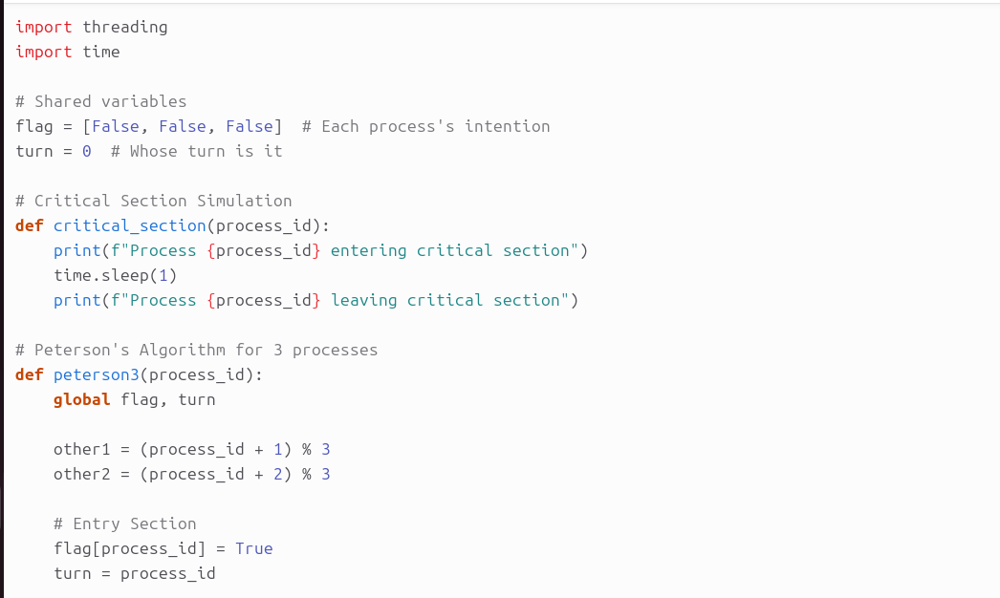 import threading
import time

# Shared variables
flag = [False, False, False]  # Each process's intention
turn = 0  # Whose turn is it

# Critical Section Simulation
def critical_section(process_id):
    print(f"Process {process_id} entering critical section")
    time.sleep(1)
    print(f"Process {process_id} leaving critical section")

# Peterson's Algorithm for 3 processes
def peterson3(process_id):
    global flag, turn

    other1 = (process_id + 1) % 3
    other2 = (process_id + 2) % 3

    # Entry Section
    flag[process_id] = True
    turn = process_id